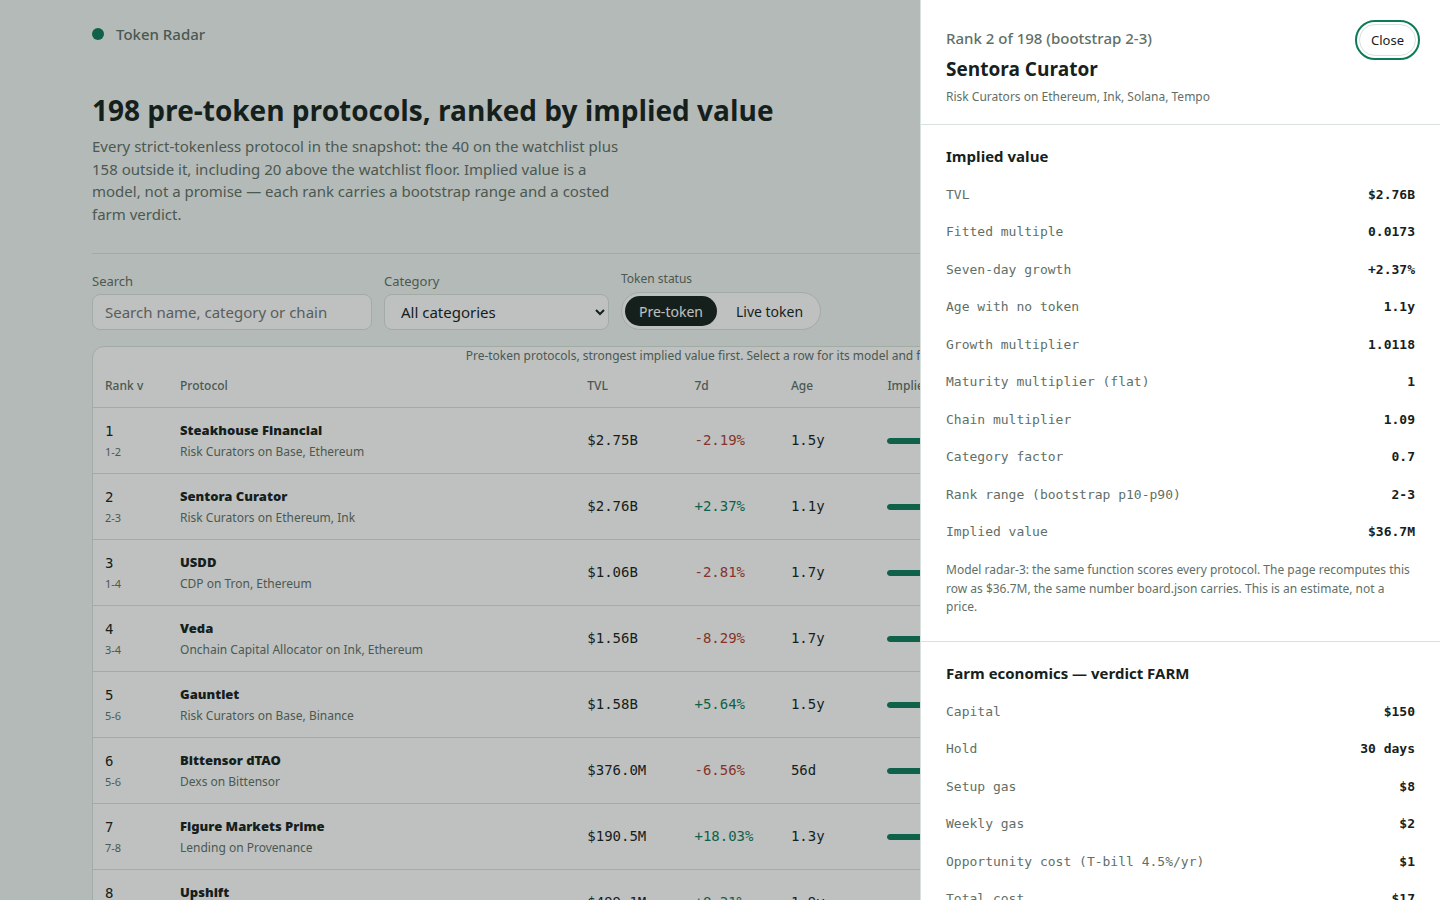 Token Radar
198 pre-token protocols, ranked by implied value
Every strict-tokenless protocol in the snapshot: the 40 on the watchlist plus
158 outside it, including 20 above the watchlist floor. Implied value is a
model, not a promise — each rank carries a bootstrap range and a costed
farm verdict.
Search
Search name, category or chain
Category
All categories
Token status
Pre-token
Live token
Pre-token protocols, strongest implied value first. Select a row for its model and f
Rank v Protocol TVL 7d Age Implie
1 Steakhouse Financial $2.75B -2.19% 1.5y
1-2 Risk Curators on Base, Ethereum
2 Sentora Curator $2.76B +2.37% 1.1y
2-3 Risk Curators on Ethereum, Ink
3 USDD $1.06B -2.81% 1.7y
1-4 CDP on Tron, Ethereum
4 Veda $1.56B -8.29% 1.7y
3-4 Onchain Capital Allocator on Ink, Ethereum
5 Gauntlet $1.58B +5.64% 1.5y
5-6 Risk Curators on Base, Binance
6 Bittensor dTAO $376.0M -6.56% 56d
5-6 Dexs on Bittensor
7 Figure Markets Prime $190.5M +18.03% 1.3y
7-8 Lending on Provenance
8 Upshift
Rank 2 of 198 (bootstrap 2-3)
Close
Sentora Curator
Risk Curators on Ethereum, Ink, Solana, Tempo
Implied value
TVL $2.76B
Fitted multiple 0.0173
Seven-day growth +2.37%
Age with no token 1.1y
Growth multiplier 1.0118
Maturity multiplier (flat) 1
Chain multiplier 1.09
Category factor 0.7
Rank range (bootstrap p10-p90) 2-3
Implied value $36.7M
Model radar-3: the same function scores every protocol. The page recomputes this
row as $36.7M, the same number board.json carries. This is an estimate, not a
price.
Farm economics — verdict FARM
Capital $150
Hold 30 days
Setup gas $8
Weekly gas $2
Opportunity cost (T-bill 4.5%/yr) $1
Total cost $17